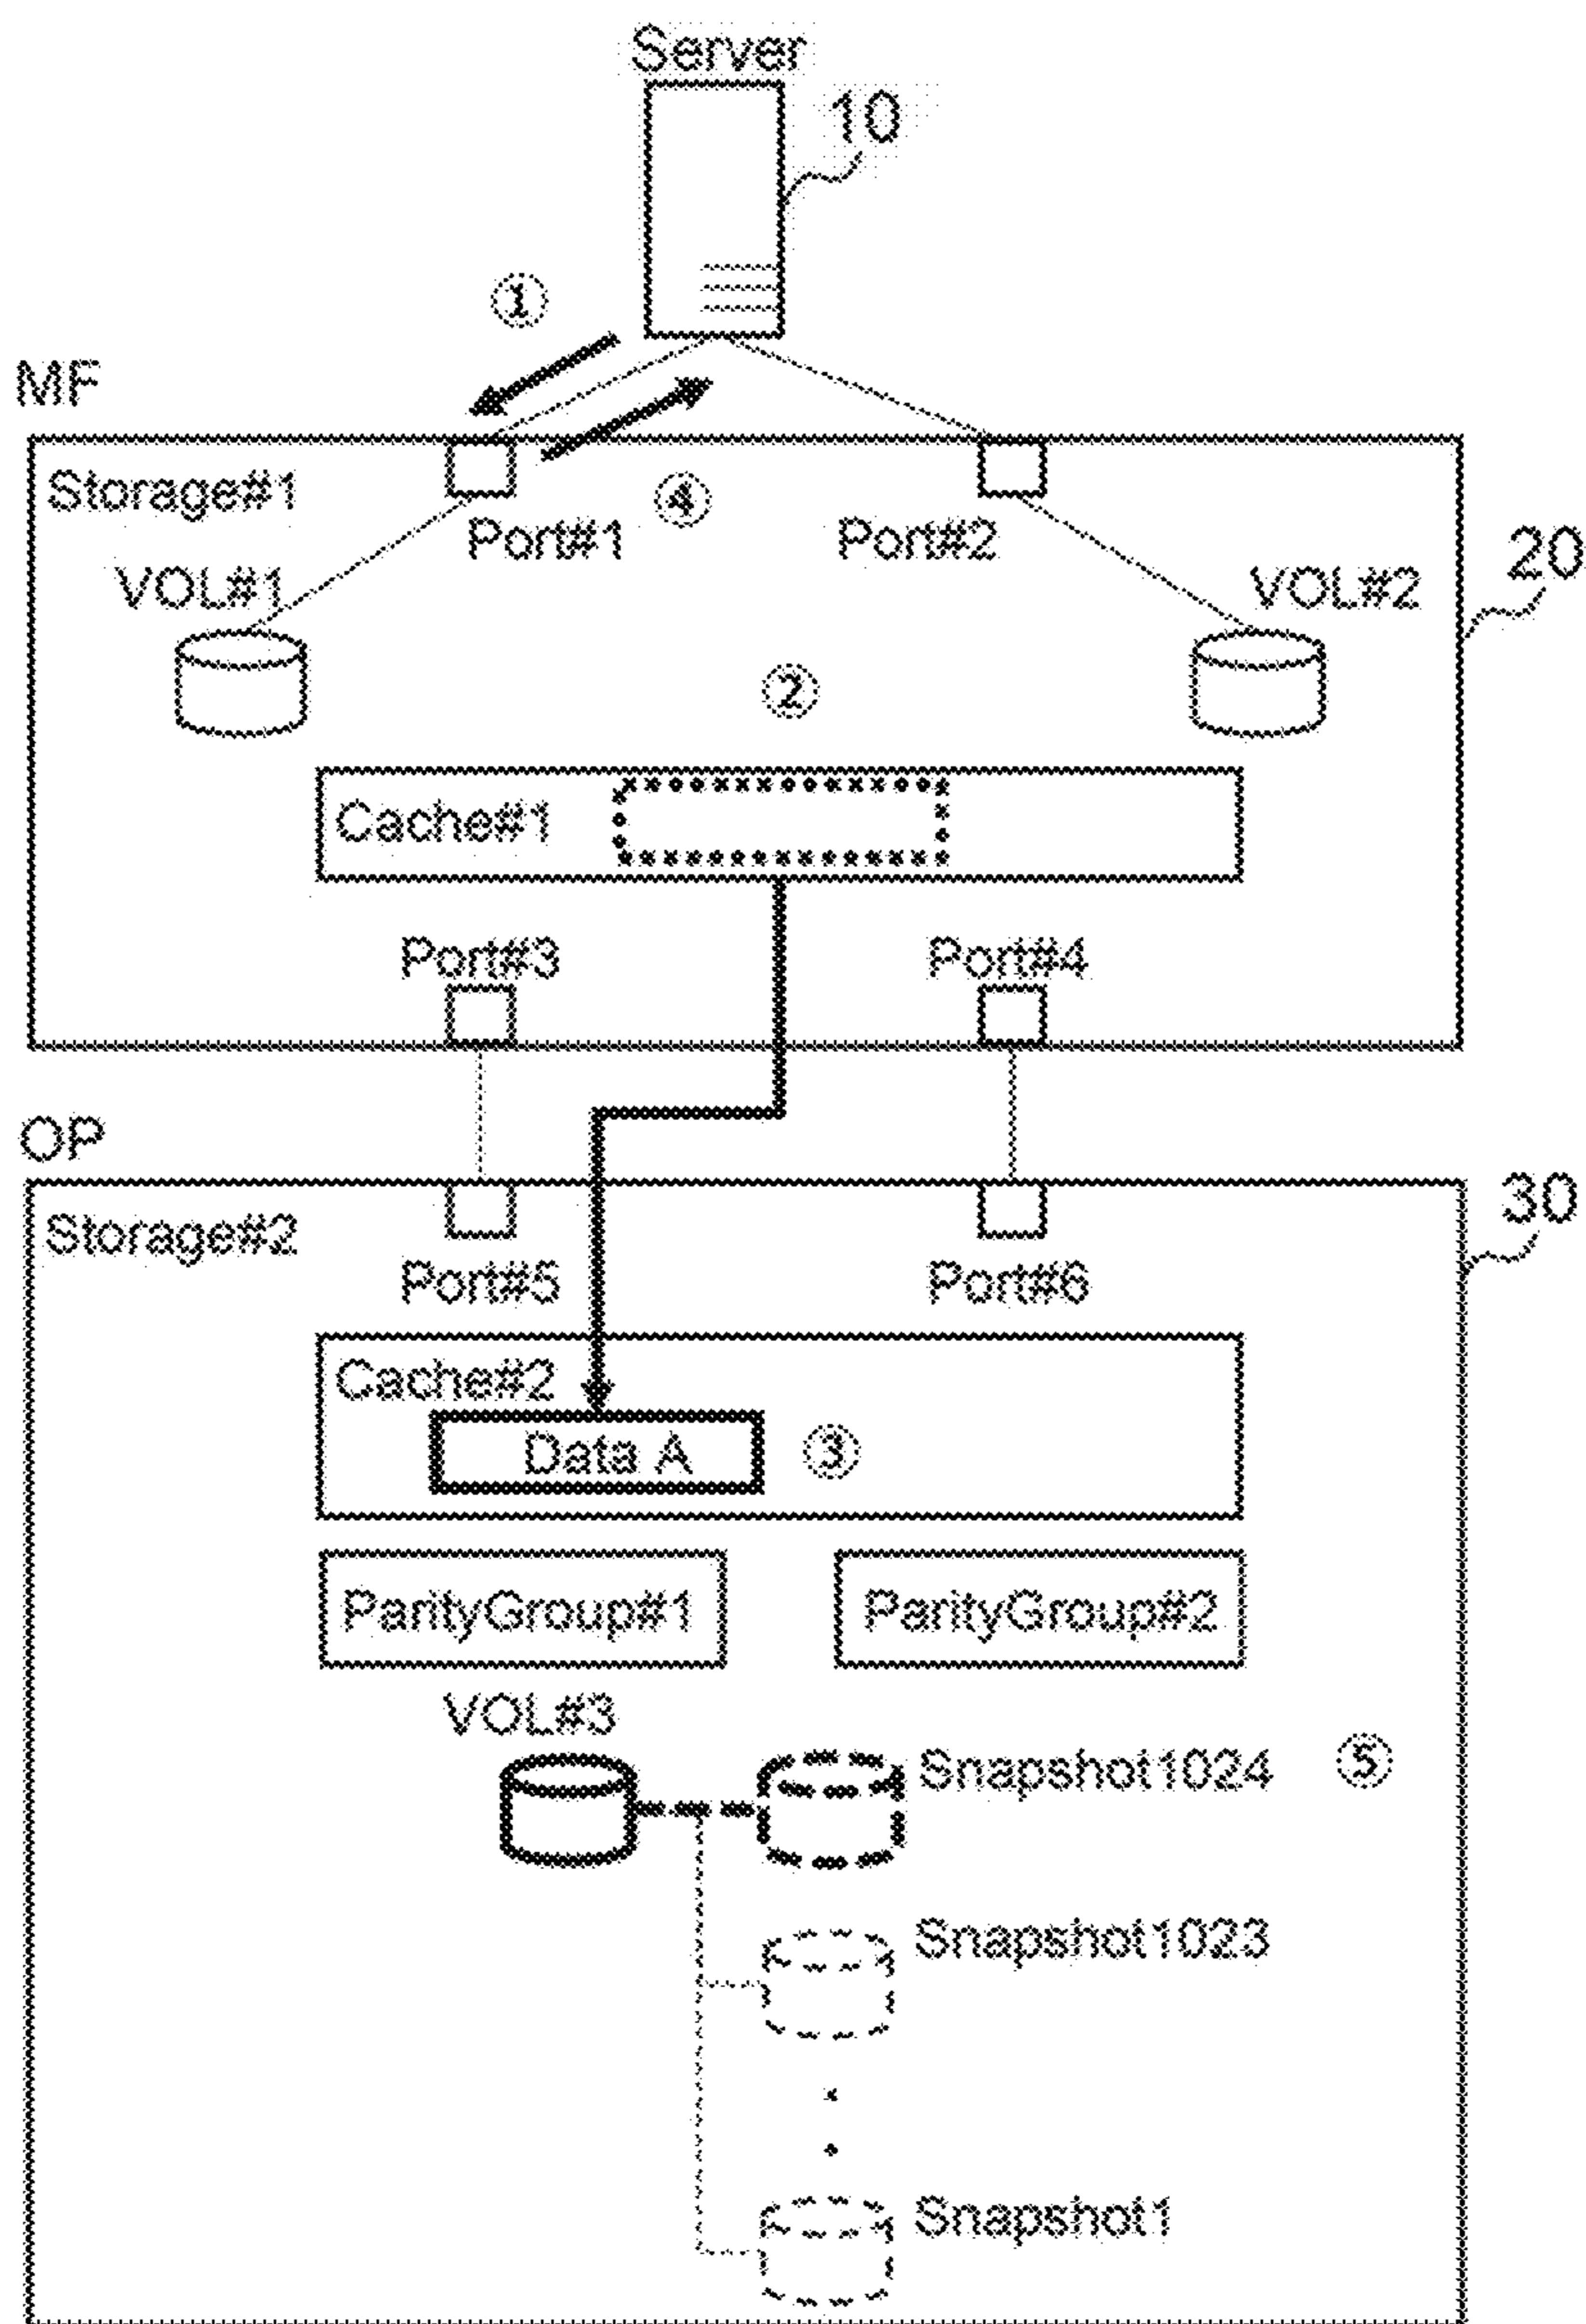 Server
10
①
MF
Storage#1
④
Port#1
Port#2
20
VOL#1
VOL#2
②
Cache#1
Port#3
Port#4
OP
30
Storage#2
Port#5
Port#6
Cache#2
Data A
③
ParityGroup#1
ParityGroup#2
VOL#3
Snapshot1024
⑤
Snapshot1023
Snapshot1